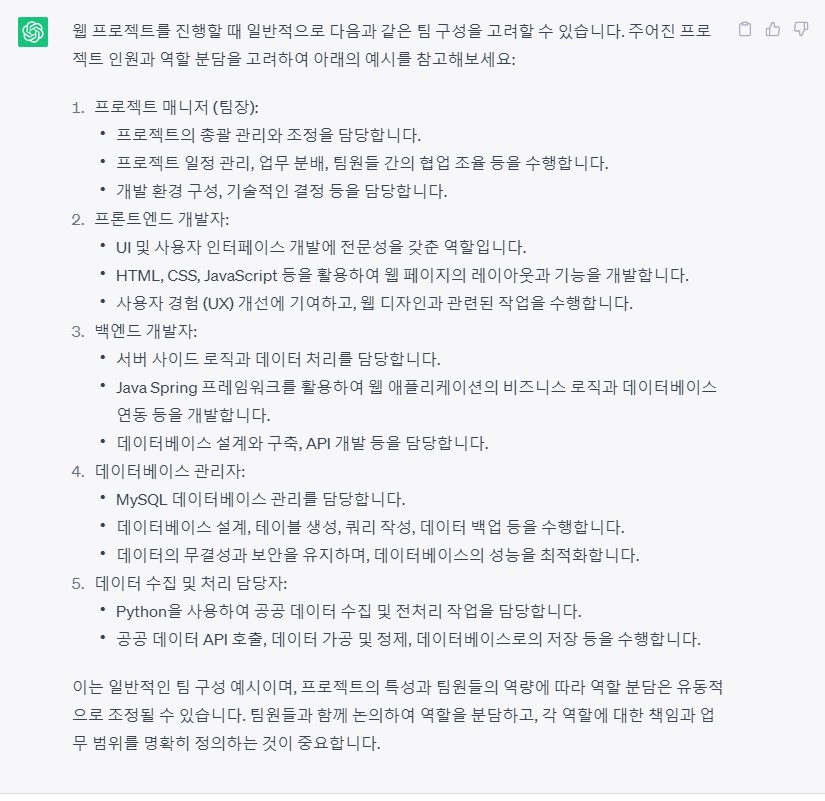 웹 프로젝트를 진행할 때 일반적으로 다음과 같은 팀 구성을 고려할 수 있습니다. 주어진 프로
젝트 인원과 역할 분담을 고려하여 아래의 예시를 참고해보세요:
1. 프로젝트 매니저 (팀장):
• 프로젝트의 총괄 관리와 조정을 담당합니다.
• 프로젝트 일정 관리, 업무 분배, 팀원들 간의 협업 조율 등을 수행합니다.
• 개발 환경 구성, 기술적인 결정 등을 담당합니다.
2. 프론트엔드 개발자:
• UI 및 사용자 인터페이스 개발에 전문성을 갖춘 역할입니다.
• HTML, CSS, JavaScript 등을 활용하여 웹 페이지의 레이아웃과 기능을 개발합니다.
• 사용자 경험 (UX) 개선에 기여하고, 웹 디자인과 관련된 작업을 수행합니다.
3. 백엔드 개발자:
• 서버 사이드 로직과 데이터 처리를 담당합니다.
• Java Spring 프레임워크를 활용하여 웹 애플리케이션의 비즈니스 로직과 데이터베이스
연동 등을 개발합니다.
• 데이터베이스 설계와 구축, API 개발 등을 담당합니다.
4. 데이터베이스 관리자:
• MySQL 데이터베이스 관리를 담당합니다.
• 데이터베이스 설계, 테이블 생성, 쿼리 작성, 데이터 백업 등을 수행합니다.
• 데이터의 무결성과 보안을 유지하며, 데이터베이스의 성능을 최적화합니다.
5. 데이터 수집 및 처리 담당자:
• Python을 사용하여 공공 데이터 수집 및 전처리 작업을 담당합니다.
• 공공 데이터 API 호출, 데이터 가공 및 정제, 데이터베이스로의 저장 등을 수행합니다.
이는 일반적인 팀 구성 예시이며, 프로젝트의 특성과 팀원들의 역량에 따라 역할 분담은 유동적
으로 조정될 수 있습니다. 팀원들과 함께 논의하여 역할을 분담하고, 각 역할에 대한 책임과 업
무 범위를 명확히 정의하는 것이 중요합니다.